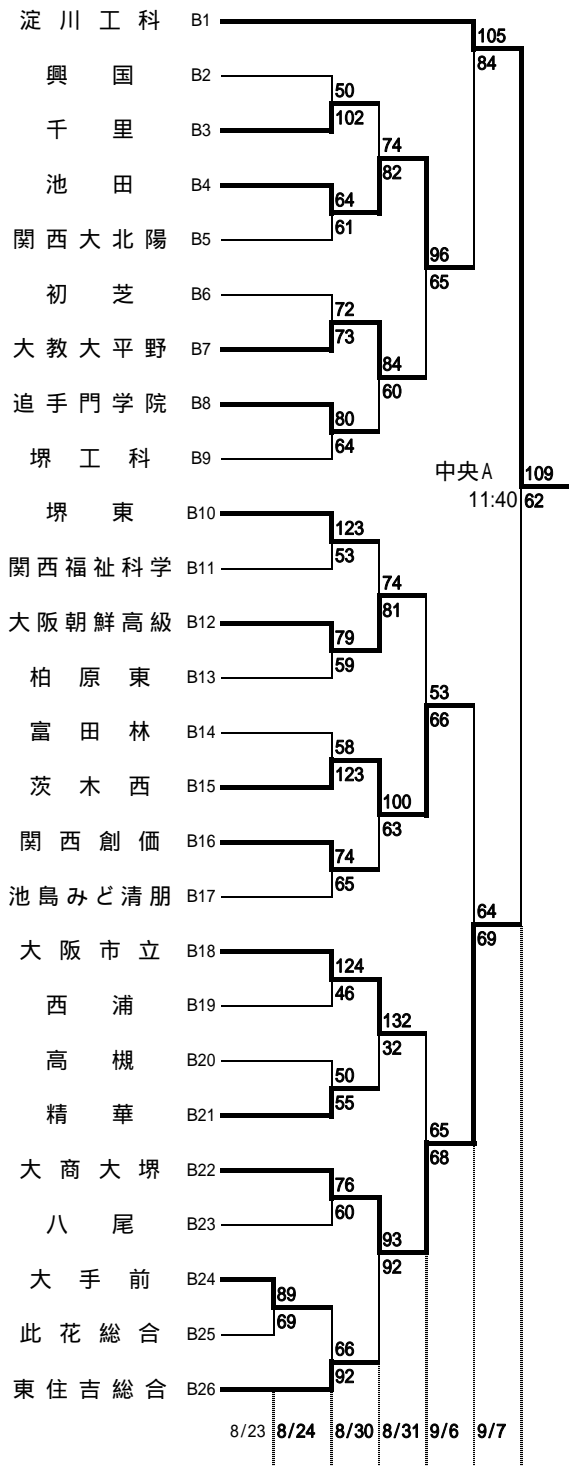 淀川工科 B1
105
84
興国 B2
50
102
千里 B3
74
82
池田 B4
64
61
関西大北陽 B5
96
65
初芝 B6
72
73
大教大平野 B7
84
60
追手門学院 B8
80
64
堺工科 B9
中央A 109
11:40 62
堺東 B10
123
53
関西福祉科学 B11
74
81
大阪朝鮮高級 B12
79
59
柏原東 B13
53
66
富田林 B14
58
123
茨木西 B15
100
63
関西創価 B16
74
65
池島みど清朋 B17
64
69
大阪市立 B18
124
46
西浦 B19
132
32
高槻 B20
50
55
精華 B21
65
68
大商大堺 B22
76
60
八尾 B23
93
92
大手前 B24
89
69
此花総合 B25
66
92
東住吉総合 B26
8/23 8/24 8/30 8/31 9/6 9/7